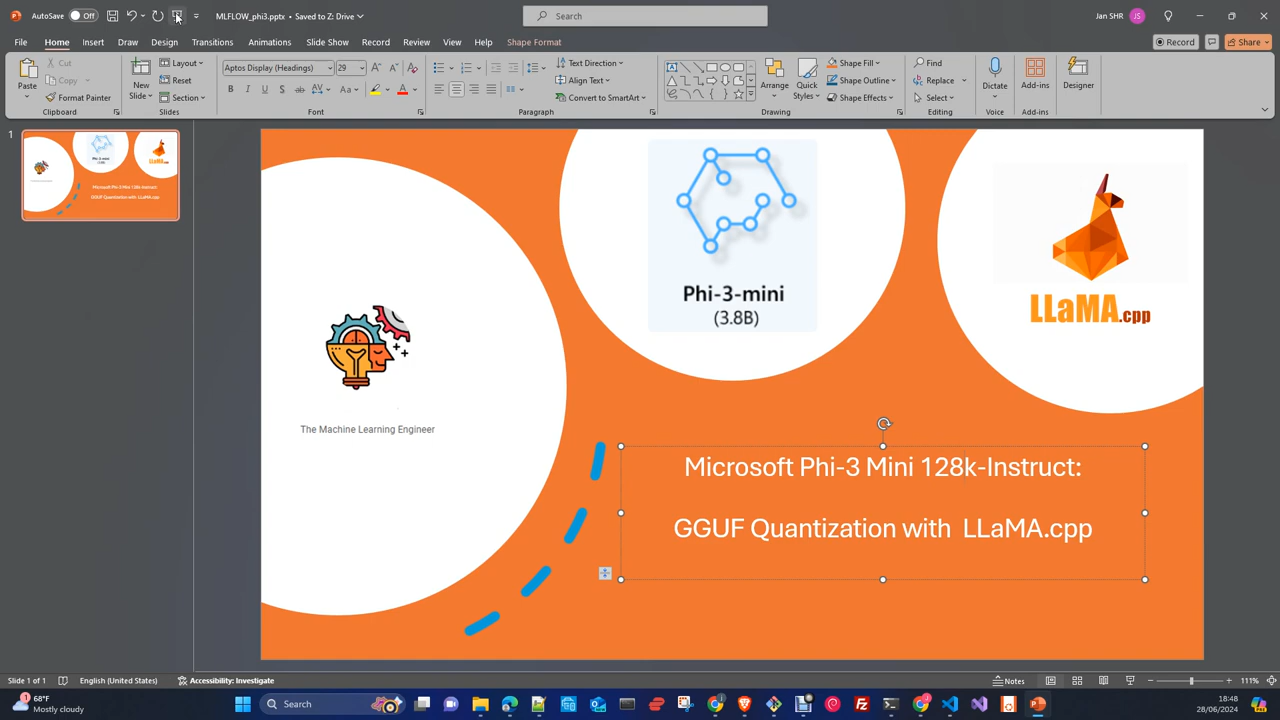 AutoSave Off MLFLOW_phi3.pptx • Saved to Z: Drive Search Jan SHR JS
File Home Insert Draw Design Transitions Animations Slide Show Record Review View Help Shape Format Record Share
Paste Cut Copy Format Painter Clipboard
New Slide Layout Reset Section Slides
Aptos Display (Headings) 29 B I U S ab AV Aa A Font
Text Direction Align Text Convert to SmartArt Paragraph
Arrange Quick Styles Shape Fill Shape Outline Shape Effects Drawing
Find Replace Select Editing
Dictate Voice
Add-ins Add-ins
Designer
1
Phi-3-mini
(3.8B)
LLaMA.cpp
The Machine Learning Engineer
Microsoft Phi-3 Mini 128k-Instruct:
GGUF Quantization with LLaMA.cpp
Slide 1 of 1 English (United States) Accessibility: Investigate Notes 111%
1 68°F
Mostly cloudy
Search
18:48
28/06/2024